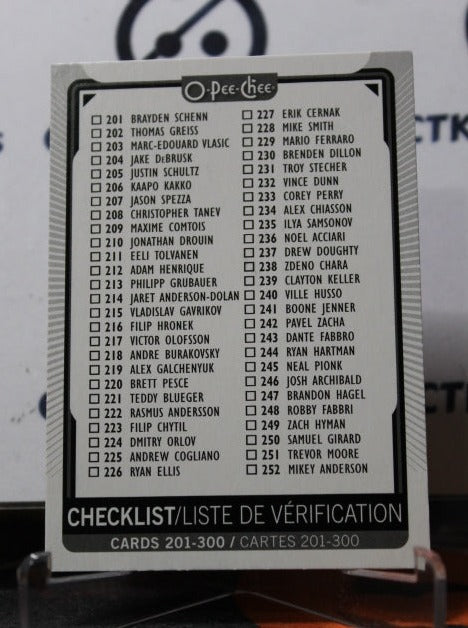 O-Pee-Chee
201 BRAYDEN SCHENN
202 THOMAS GREISS
203 MARC-EDOUARD VLASIC
204 JAKE DeBRUSK
205 JUSTIN SCHULTZ
206 KAAPO KAKKO
207 JASON SPEZZA
208 CHRISTOPHER TANEV
209 MAXIME COMTOIS
210 JONATHAN DROUIN
211 EELI TOLVANEN
212 ADAM HENRIQUE
213 PHILIPP GRUBAUER
214 JARET ANDERSON-DOLAN
215 VLADISLAV GAVRIKOV
216 FILIP HRONEK
217 VICTOR OLOFSSON
218 ANDRE BURAKOVSKY
219 ALEX GALCHENYUK
220 BRETT PESCE
221 TEDDY BLUEGER
222 RASMUS ANDERSSON
223 FILIP CHYTIL
224 DMITRY ORLOV
225 ANDREW COGLIANO
226 RYAN ELLIS
227 ERIK CERNAK
228 MIKE SMITH
229 MARIO FERRARO
230 BRENDEN DILLON
231 TROY STECHER
232 VINCE DUNN
233 COREY PERRY
234 ALEX CHIASSON
235 ILYA SAMSONOV
236 NOEL ACCIARI
237 DREW DOUGHTY
238 ZDENO CHARA
239 CLAYTON KELLER
240 VILLE HUSSO
241 BOONE JENNER
242 PAVEL ZACHA
243 DANTE FABBRO
244 RYAN HARTMAN
245 NEAL PIONK
246 JOSH ARCHIBALD
247 BRANDON HAGEL
248 ROBBY FABBRI
249 ZACH HYMAN
250 SAMUEL GIRARD
251 TREVOR MOORE
252 MIKEY ANDERSON
CHECKLIST/LISTE DE VÉRIFICATION
CARDS 201-300 / CARTES 201-300